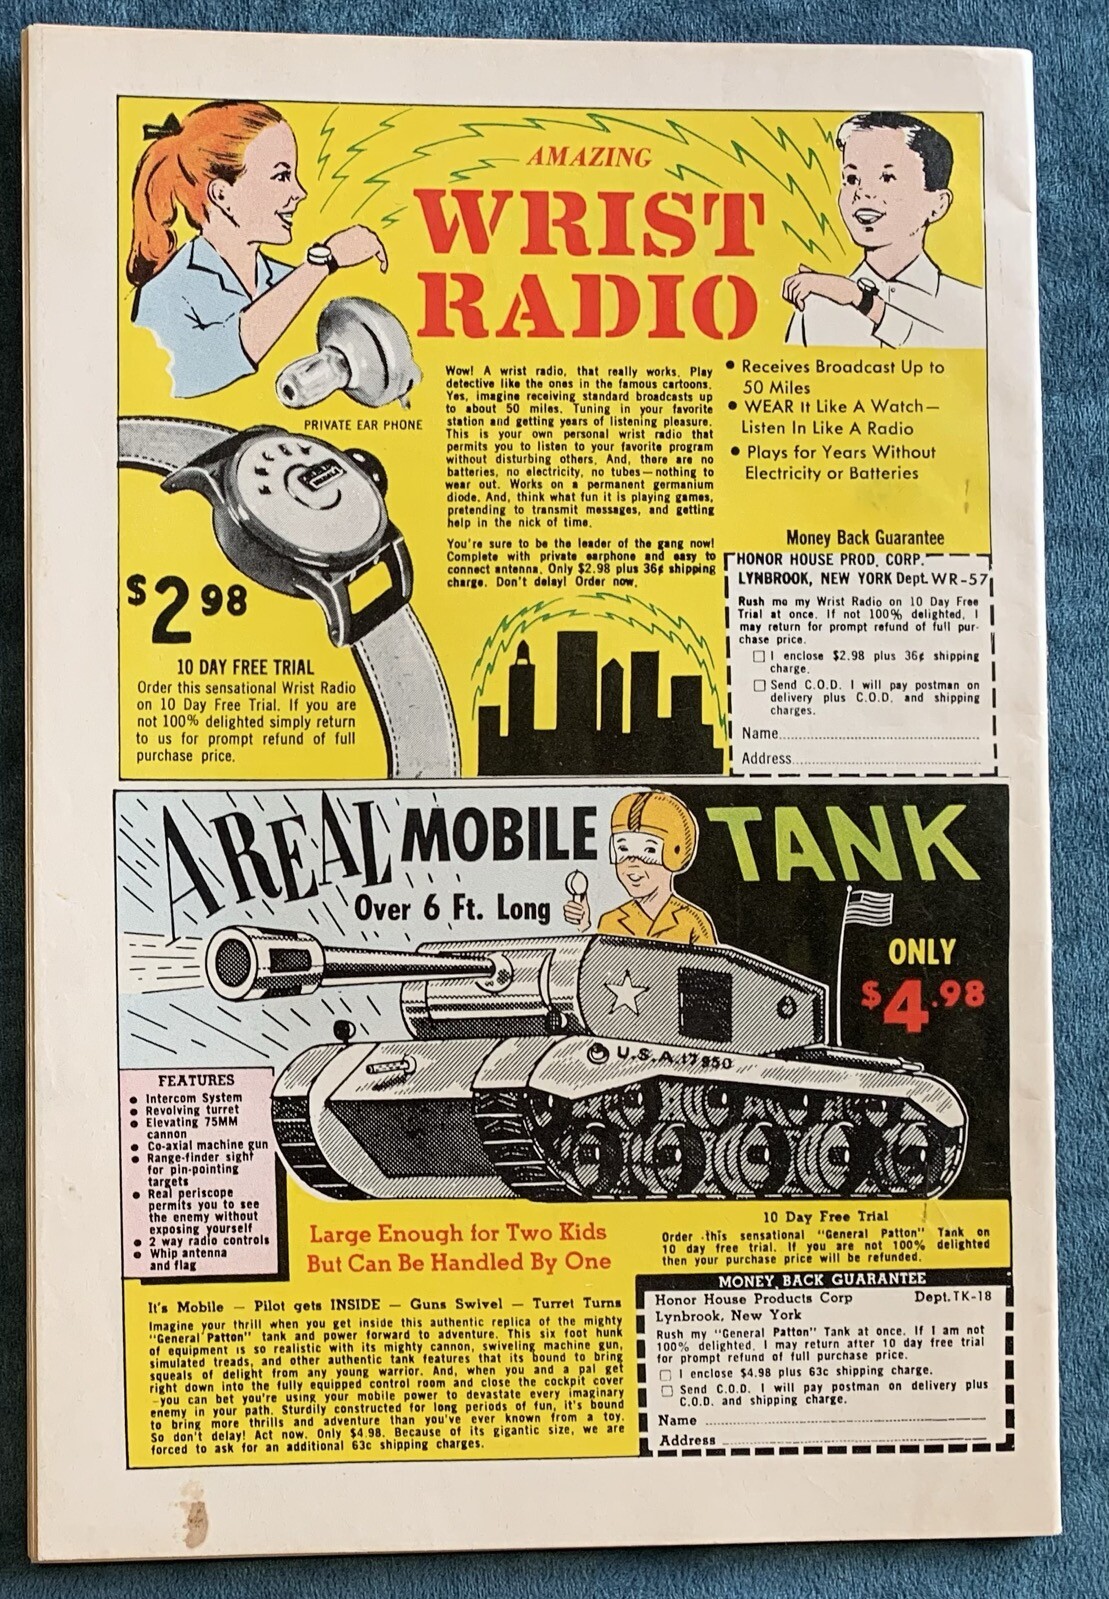 AMAZING
WRIST
RADIO
PRIVATE EAR PHONE
Wow! A wrist radio, that really works. Play
detective like the ones in the famous cartoons.
Yes, imagine receiving standard broadcasts up
to about 50 miles. Tuning in your favorite
station and getting years of listening pleasure.
This is your own personal wrist radio that
permits you to listen to your favorite program
without disturbing others. And, there are no
batteries, no electricity, no tubes—nothing to
wear out. Works on a permanent germanium
diode. And, think what fun it is playing games,
pretending to transmit messages, and getting
help in the nick of time.
You're sure to be the leader of the gang now!
Complete with private earphone and easy to
connect antenna. Only $2.98 plus 36¢ shipping
charge. Don't delay! Order now.
• Receives Broadcast Up to
50 Miles
• WEAR It Like A Watch—
Listen In Like A Radio
• Plays for Years Without
Electricity or Batteries
$2.98
10 DAY FREE TRIAL
Order this sensational Wrist Radio
on 10 Day Free Trial. If you are
not 100% delighted simply return
to us for prompt refund of full
purchase price.
Money Back Guarantee
HONOR HOUSE PROD. CORP.
LYNBROOK, NEW YORK Dept. WR-57
Rush me my Wrist Radio on 10 Day Free
Trial at once. If not 100% delighted, I
may return for prompt refund of full pur-
chase price.
☐ I enclose $2.98 plus 36¢ shipping
charge.
☐ Send C.O.D. I will pay postman on
delivery plus C.O.D. and shipping
charges.
Name
Address
A REAL MOBILE TANK
Over 6 Ft. Long
ONLY
$4.98
U.S.A. 17950
FEATURES
• Intercom System
• Revolving turret
• Elevating 75MM
cannon
• Co-axial machine gun
• Range-finder sight
for pin-pointing
targets
• Real periscope
permits you to see
the enemy without
exposing yourself
• 2 way radio controls
• Whip antenna
and flag
Large Enough for Two Kids
But Can Be Handled By One
It's Mobile — Pilot gets INSIDE — Guns Swivel — Turret Turns
Imagine your thrill when you get inside this authentic replica of the mighty
"General Patton" tank and power forward to adventure. This six foot hunk
of equipment is so realistic with its mighty cannon, swiveling machine gun,
simulated treads, and other authentic tank features that its bound to bring
squeals of delight from any young warrior. And, when you and a pal get
right down into the fully equipped control room and close the cockpit cover
-you can bet you're using your mobile power to devastate every imaginary
enemy in your path. Sturdily constructed for long periods of fun, it's bound
to bring more thrills and adventure than you've ever known from a toy.
So don't delay! Act now. Only $4.98. Because of its gigantic size, we are
forced to ask for an additional 63c shipping charges.
10 Day Free Trial
Order this sensational "General Patton" Tank on
10 day free trial. If you are not 100% delighted
then your purchase price will be refunded.
MONEY BACK GUARANTEE
Honor House Products Corp Dept. TK-18
Lynbrook, New York
Rush my "General Patton" Tank at once. If I am not
100% delighted, I may return after 10 day free trial
for prompt refund of full purchase price.
☐ I enclose $4.98 plus 63c shipping charge.
☐ Send C.O.D. I will pay postman on delivery plus
C.O.D. and shipping charge.
Name
Address